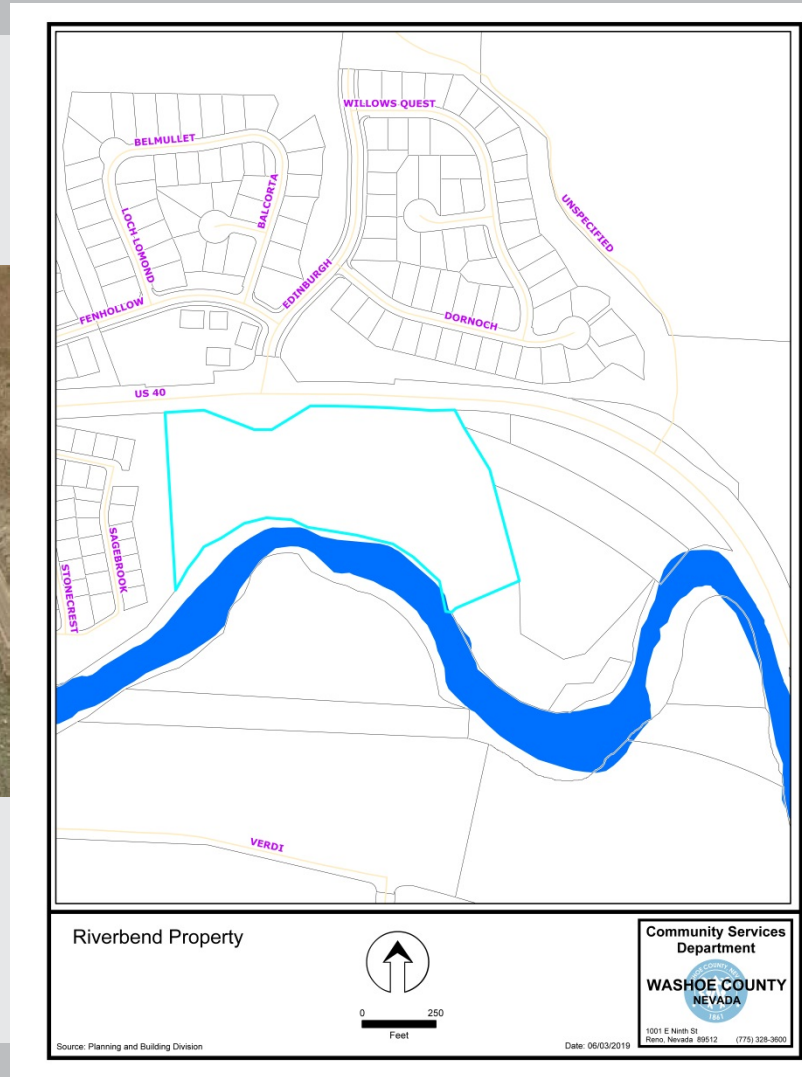 WILLOWS QUEST
BELMULLET
BALCORTA
LOCH LOMOND
UNSPECIFIED
EDINBURGH
FENHOLLOW
DORNOCH
US 40
SAGEBROOK
STONECREST
VERDI
Riverbend Property
0 250
Feet
Source: Planning and Building Division
Date: 06/03/2019
Community Services
Department
WASHOE COUNTY
NEVADA
1861
1001 E Ninth St
Reno, Nevada 89512 (775) 328-3600